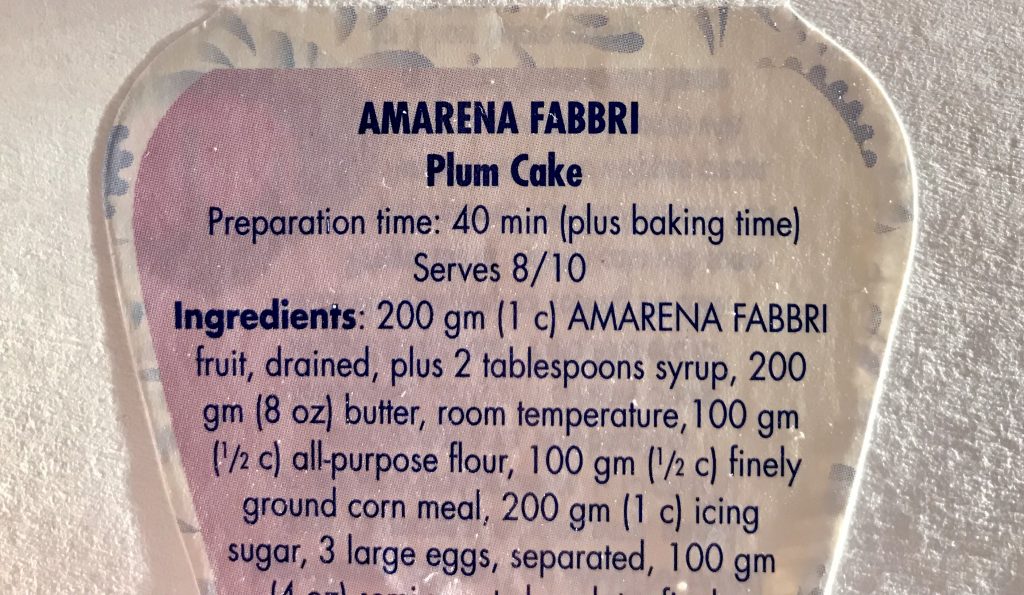 AMARENA FABBRI
Plum Cake
Preparation time: 40 min (plus baking time)
Serves 8/10
Ingredients: 200 gm (1 c) AMARENA FABBRI
fruit, drained, plus 2 tablespoons syrup, 200
gm (8 oz) butter, room temperature,100 gm
(1/2 c) all-purpose flour, 100 gm (1/2 c) finely
ground corn meal, 200 gm (1 c) icing
sugar, 3 large eggs, separated, 100 gm
(4 oz)